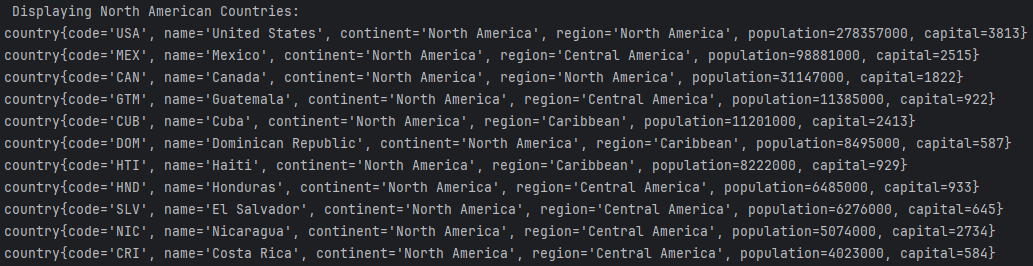 Displaying North American Countries:
country{code='USA', name='United States', continent='North America', region='North America', population=278357000, capital=3813}
country{code='MEX', name='Mexico', continent='North America', region='Central America', population=98881000, capital=2515}
country{code='CAN', name='Canada', continent='North America', region='North America', population=31147000, capital=1822}
country{code='GTM', name='Guatemala', continent='North America', region='Central America', population=11385000, capital=922}
country{code='CUB', name='Cuba', continent='North America', region='Caribbean', population=11201000, capital=2413}
country{code='DOM', name='Dominican Republic', continent='North America', region='Caribbean', population=8495000, capital=587}
country{code='HTI', name='Haiti', continent='North America', region='Caribbean', population=8222000, capital=929}
country{code='HND', name='Honduras', continent='North America', region='Central America', population=6485000, capital=933}
country{code='SLV', name='El Salvador', continent='North America', region='Central America', population=6276000, capital=645}
country{code='NIC', name='Nicaragua', continent='North America', region='Central America', population=5074000, capital=2734}
country{code='CRI', name='Costa Rica', continent='North America', region='Central America', population=4023000, capital=584}